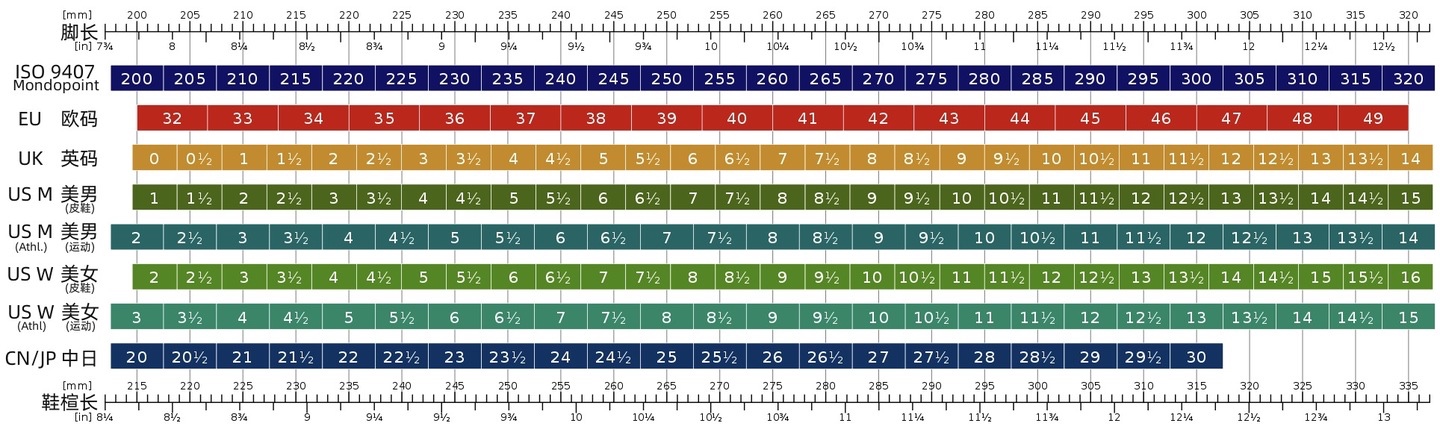 [mm] 200 205 210 215 220 225 230 235 240 245 250 255 260 265 270 275 280 285 290 295 300 305 310 315 320
脚长
[in] 7¾ 8 8¼ 8½ 8¾ 9 9¼ 9½ 9¾ 10 10¼ 10½ 10¾ 11 11¼ 11½ 11¾ 12 12¼ 12½
ISO 9407 200 205 210 215 220 225 230 235 240 245 250 255 260 265 270 275 280 285 290 295 300 305 310 315 320
Mondopoint
EU 欧码 32 33 34 35 36 37 38 39 40 41 42 43 44 45 46 47 48 49
UK 英码 0 0½ 1 1½ 2 2½ 3 3½ 4 4½ 5 5½ 6 6½ 7 7½ 8 8½ 9 9½ 10 10½ 11 11½ 12 12½ 13 13½ 14
US M 美男 1 1½ 2 2½ 3 3½ 4 4½ 5 5½ 6 6½ 7 7½ 8 8½ 9 9½ 10 10½ 11 11½ 12 12½ 13 13½ 14 14½ 15
(皮鞋)
US M 美男 2 2½ 3 3½ 4 4½ 5 5½ 6 6½ 7 7½ 8 8½ 9 9½ 10 10½ 11 11½ 12 12½ 13 13½ 14
(Athl.) (运动)
US W 美女 2 2½ 3 3½ 4 4½ 5 5½ 6 6½ 7 7½ 8 8½ 9 9½ 10 10½ 11 11½ 12 12½ 13 13½ 14 14½ 15 15½ 16
(皮鞋)
US W 美女 3 3½ 4 4½ 5 5½ 6 6½ 7 7½ 8 8½ 9 9½ 10 10½ 11 11½ 12 12½ 13 13½ 14 14½ 15
(Athl) (运动)
CN/JP 中日 20 20½ 21 21½ 22 22½ 23 23½ 24 24½ 25 25½ 26 26½ 27 27½ 28 28½ 29 29½ 30
[mm] 215 220 225 230 235 240 245 250 255 260 265 270 275 280 285 290 295 300 305 310 315 320 325 330 335
鞋楦长
[in] 8¼ 8½ 8¾ 9 9¼ 9½ 9¾ 10 10¼ 10½ 10¾ 11 11¼ 11½ 11¾ 12 12¼ 12½ 12¾ 13